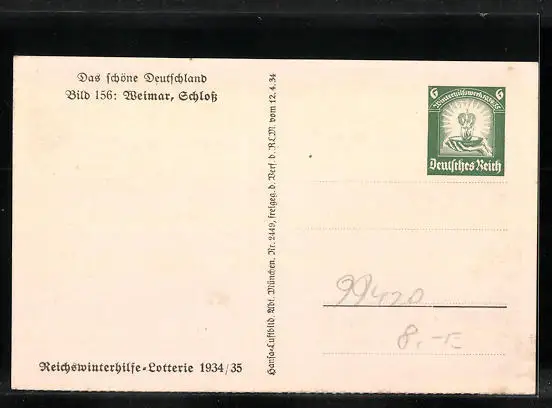 Das schöne Deutschland
Bild 156: Weimar, Schloß
Hansa-Luftbild, Abt. München, Nr. 2449, freigeg. d. Verf. d. RLM. vom 12.4.34
6 6
Winterhilfswerk
Deutsches Reich
99420
8.-E
Reichswinterhilfe-Lotterie 1934/35